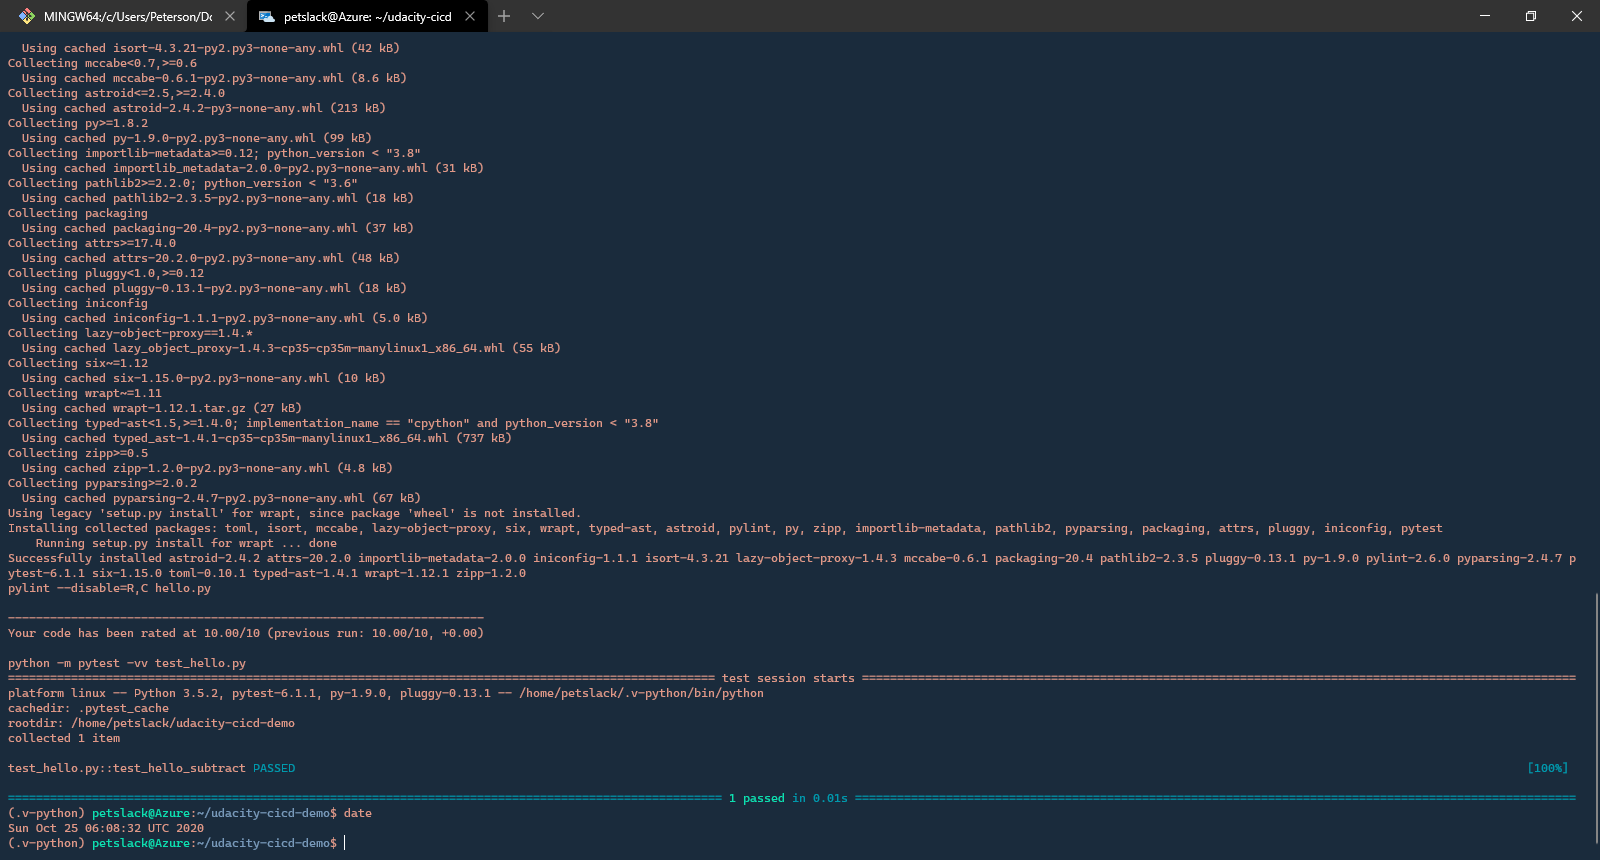 MINGW64:/c/Users/Peterson/Do
petslack@Azure: ~/udacity-cicd
Using cached isort-4.3.21-py2.py3-none-any.whl (42 kB)
Collecting mccabe<0.7,>=0.6
Using cached mccabe-0.6.1-py2.py3-none-any.whl (8.6 kB)
Collecting astroid<=2.5,>=2.4.0
Using cached astroid-2.4.2-py3-none-any.whl (213 kB)
Collecting py>=1.8.2
Using cached py-1.9.0-py2.py3-none-any.whl (99 kB)
Collecting importlib-metadata>=0.12; python_version < "3.8"
Using cached importlib_metadata-2.0.0-py2.py3-none-any.whl (31 kB)
Collecting pathlib2>=2.2.0; python_version < "3.6"
Using cached pathlib2-2.3.5-py2.py3-none-any.whl (18 kB)
Collecting packaging
Using cached packaging-20.4-py2.py3-none-any.whl (37 kB)
Collecting attrs>=17.4.0
Using cached attrs-20.2.0-py2.py3-none-any.whl (48 kB)
Collecting pluggy<1.0,>=0.12
Using cached pluggy-0.13.1-py2.py3-none-any.whl (18 kB)
Collecting iniconfig
Using cached iniconfig-1.1.1-py2.py3-none-any.whl (5.0 kB)
Collecting lazy-object-proxy==1.4.*
Using cached lazy_object_proxy-1.4.3-cp35-cp35m-manylinux1_x86_64.whl (55 kB)
Collecting six~=1.12
Using cached six-1.15.0-py2.py3-none-any.whl (10 kB)
Collecting wrapt~=1.11
Using cached wrapt-1.12.1.tar.gz (27 kB)
Collecting typed-ast<1.5,>=1.4.0; implementation_name == "cpython" and python_version < "3.8"
Using cached typed_ast-1.4.1-cp35-cp35m-manylinux1_x86_64.whl (737 kB)
Collecting zipp>=0.5
Using cached zipp-1.2.0-py2.py3-none-any.whl (4.8 kB)
Collecting pyparsing>=2.0.2
Using cached pyparsing-2.4.7-py2.py3-none-any.whl (67 kB)
Using legacy 'setup.py install' for wrapt, since package 'wheel' is not installed.
Installing collected packages: toml, isort, mccabe, lazy-object-proxy, six, wrapt, typed-ast, astroid, pylint, py, zipp, importlib-metadata, pathlib2, pyparsing, packaging, attrs, pluggy, iniconfig, pytest
Running setup.py install for wrapt ... done
Successfully installed astroid-2.4.2 attrs-20.2.0 importlib-metadata-2.0.0 iniconfig-1.1.1 isort-4.3.21 lazy-object-proxy-1.4.3 mccabe-0.6.1 packaging-20.4 pathlib2-2.3.5 pluggy-0.13.1 py-1.9.0 pylint-2.6.0 pyparsing-2.4.7 p
ytest-6.1.1 six-1.15.0 toml-0.10.1 typed-ast-1.4.1 wrapt-1.12.1 zipp-1.2.0
pylint --disable=R,C hello.py
--------------------------------------------------------------------
Your code has been rated at 10.00/10 (previous run: 10.00/10, +0.00)
python -m pytest -vv test_hello.py
===================================================================================================== test session starts ======================================================================================================
platform linux -- Python 3.5.2, pytest-6.1.1, py-1.9.0, pluggy-0.13.1 -- /home/petslack/.v-python/bin/python
cachedir: .pytest_cache
rootdir: /home/petslack/udacity-cicd-demo
collected 1 item
test_hello.py::test_hello_subtract PASSED [100%]
====================================================================================================== 1 passed in 0.01s =======================================================================================================
(.v-python) petslack@Azure:~/udacity-cicd-demo$ date
Sun Oct 25 06:08:32 UTC 2020
(.v-python) petslack@Azure:~/udacity-cicd-demo$